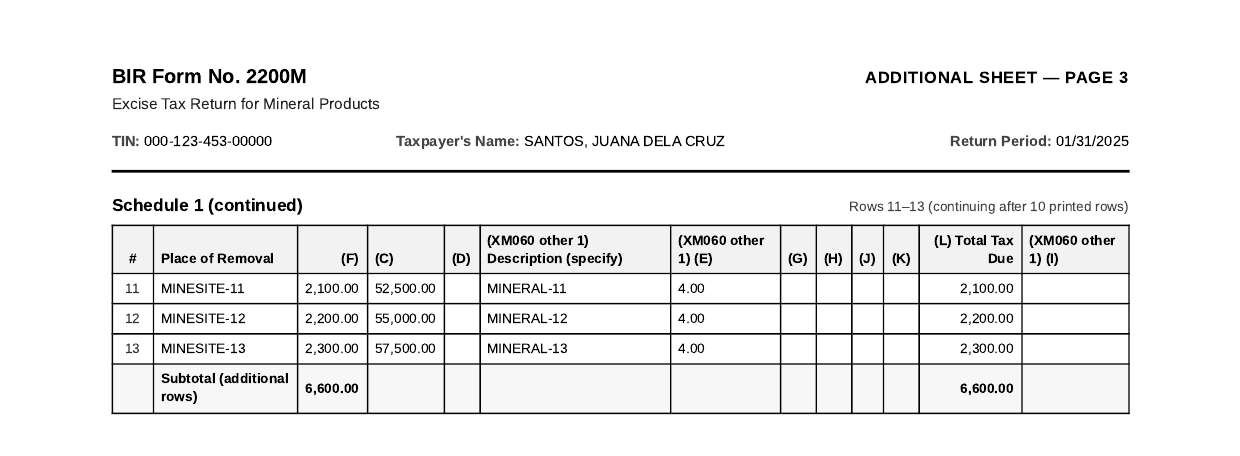 BIR Form No. 2200M
ADDITIONAL SHEET — PAGE 3
Excise Tax Return for Mineral Products
TIN: 000-123-453-00000 Taxpayer's Name: SANTOS, JUANA DELA CRUZ Return Period: 01/31/2025
Schedule 1 (continued)
Rows 11–13 (continuing after 10 printed rows)
# Place of Removal (F) (C) (D) (XM060 other 1) Description (specify) (XM060 other 1) (E) (G) (H) (J) (K) (L) Total Tax Due (XM060 other 1) (I)
11 MINESITE-11 2,100.00 52,500.00 MINERAL-11 4.00 2,100.00
12 MINESITE-12 2,200.00 55,000.00 MINERAL-12 4.00 2,200.00
13 MINESITE-13 2,300.00 57,500.00 MINERAL-13 4.00 2,300.00
Subtotal (additional rows) 6,600.00 6,600.00